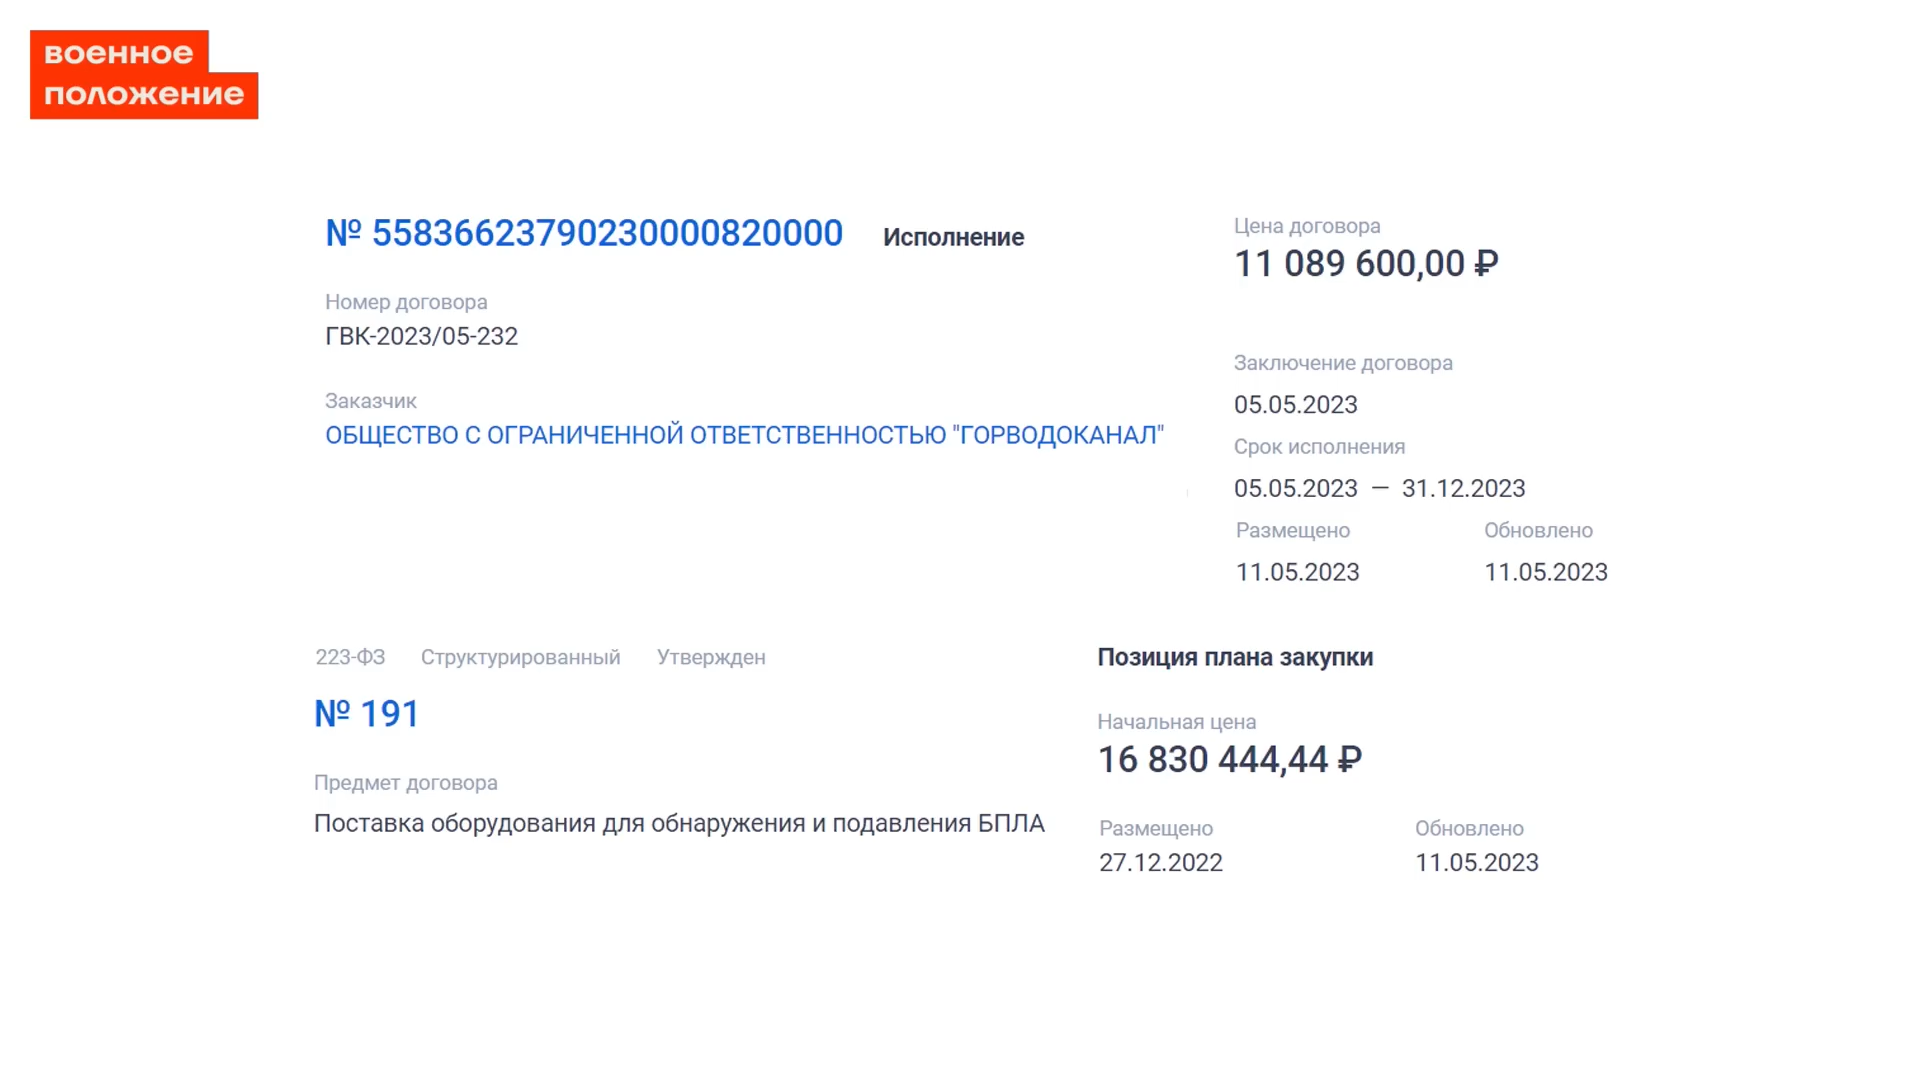 военное
положение
№ 55836623790230000820000 Исполнение
Номер договора
ГВК-2023/05-232
Заказчик
ОБЩЕСТВО С ОГРАНИЧЕННОЙ ОТВЕТСТВЕННОСТЬЮ "ГОРВОДОКАНАЛ"
Цена договора
11 089 600,00 ₽
Заключение договора
05.05.2023
Срок исполнения
05.05.2023 — 31.12.2023
Размещено Обновлено
11.05.2023 11.05.2023
223-ФЗ Структурированный Утвержден
№ 191
Предмет договора
Поставка оборудования для обнаружения и подавления БПЛА
Позиция плана закупки
Начальная цена
16 830 444,44 ₽
Размещено Обновлено
27.12.2022 11.05.2023